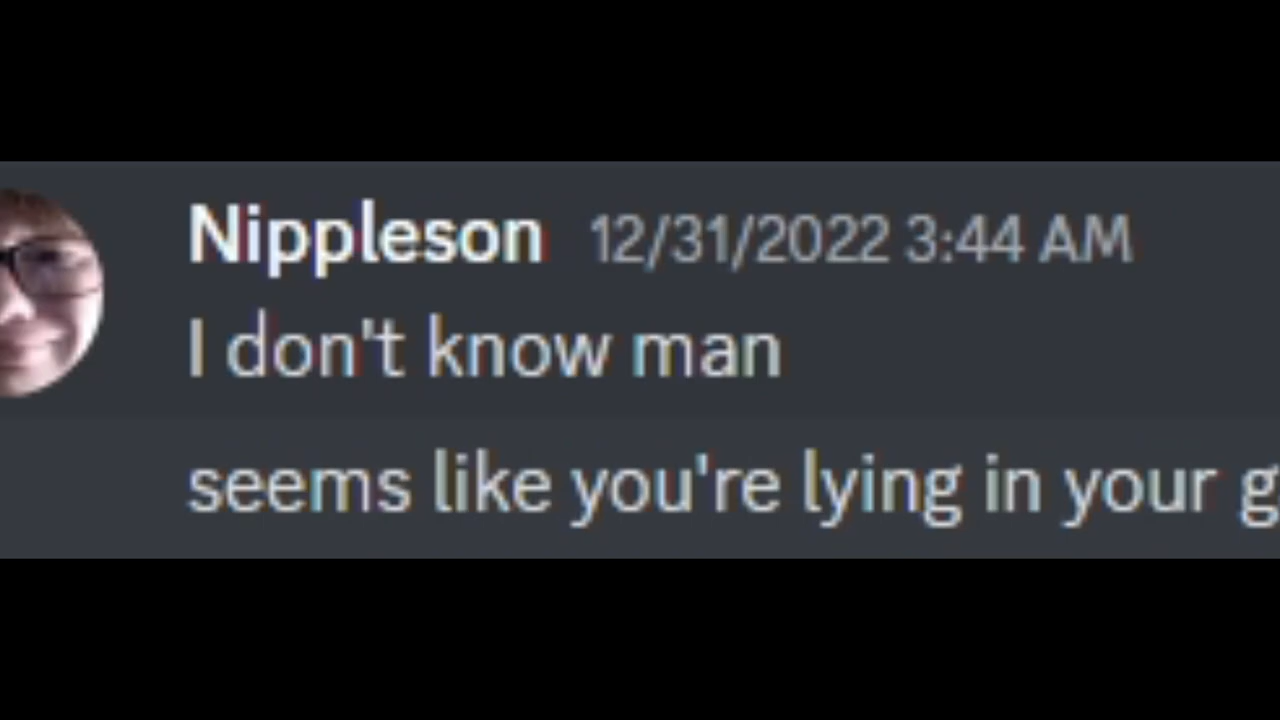 Nippleson 12/31/2022 3:44 AM
I don't know man
seems like you're lying in your g